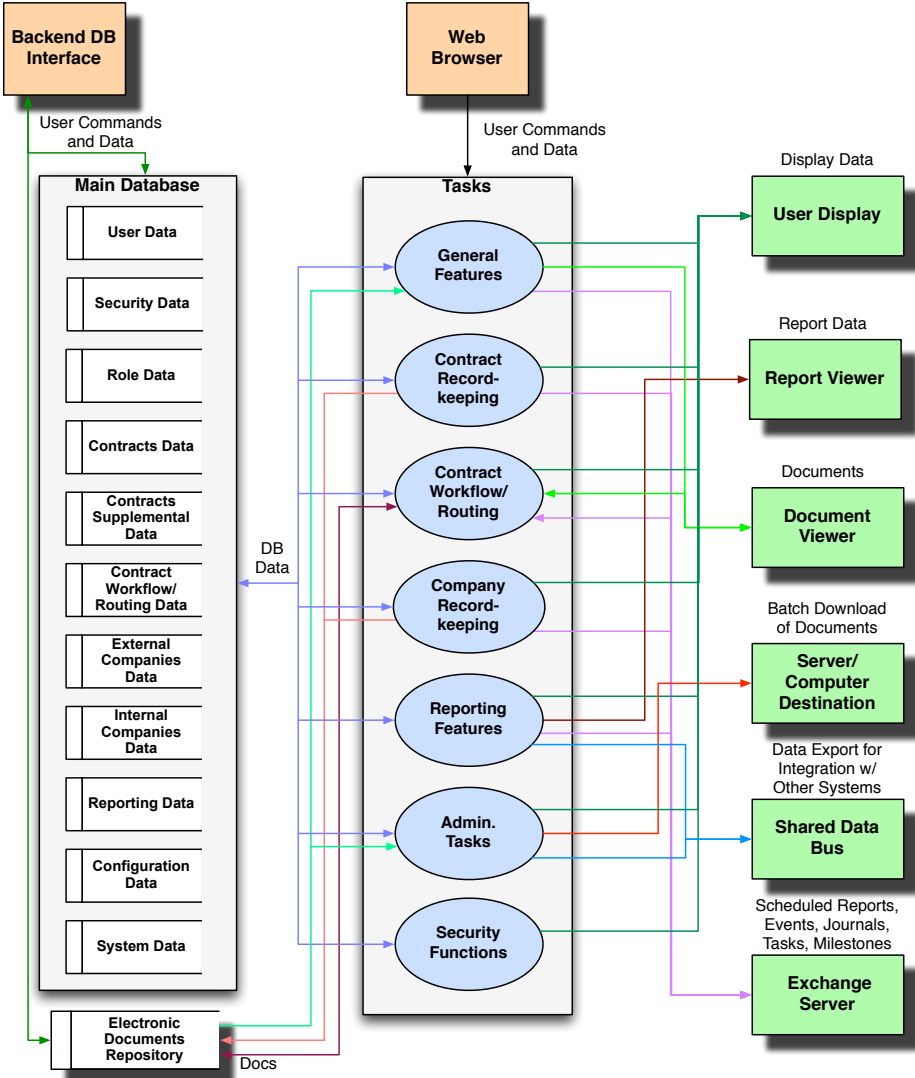 Backend DB
Interface
Web
Browser
User Commands
and Data
User Commands
and Data
Main Database
User Data
Security Data
Role Data
Contracts Data
Contracts
Supplemental
Data
Contract
Workflow/
Routing Data
External
Companies
Data
Internal
Companies
Data
Reporting Data
Configuration
Data
System Data
Electronic
Documents
Repository
DB
Data
Docs
Tasks
General
Features
Contract
Record-
keeping
Contract
Workflow/
Routing
Company
Record-
keeping
Reporting
Features
Admin.
Tasks
Security
Functions
Display Data
User Display
Report Data
Report Viewer
Documents
Document
Viewer
Batch Download
of Documents
Server/
Computer
Destination
Data Export for
Integration w/
Other Systems
Shared Data
Bus
Scheduled Reports,
Events, Journals,
Tasks, Milestones
Exchange
Server